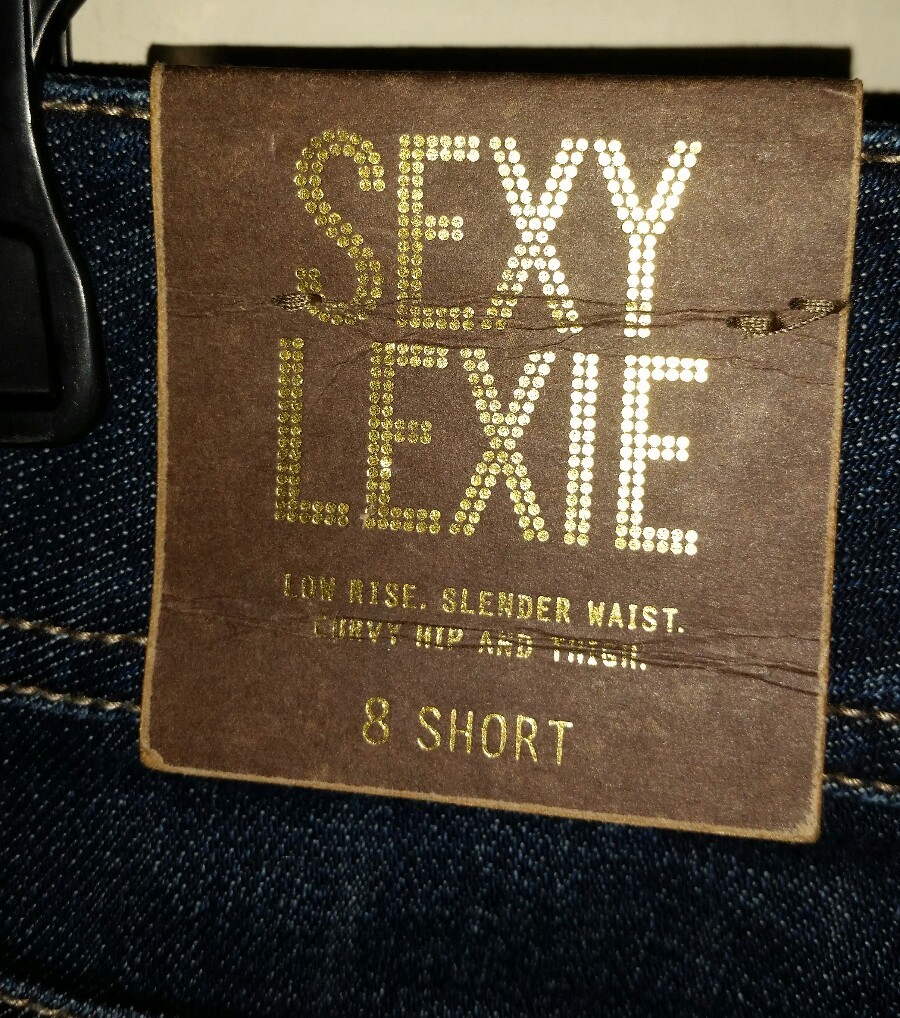 SEXY
LEXIE
LOW RISE. SLENDER WAIST.
CURVY HIP AND THIGH.
8 SHORT